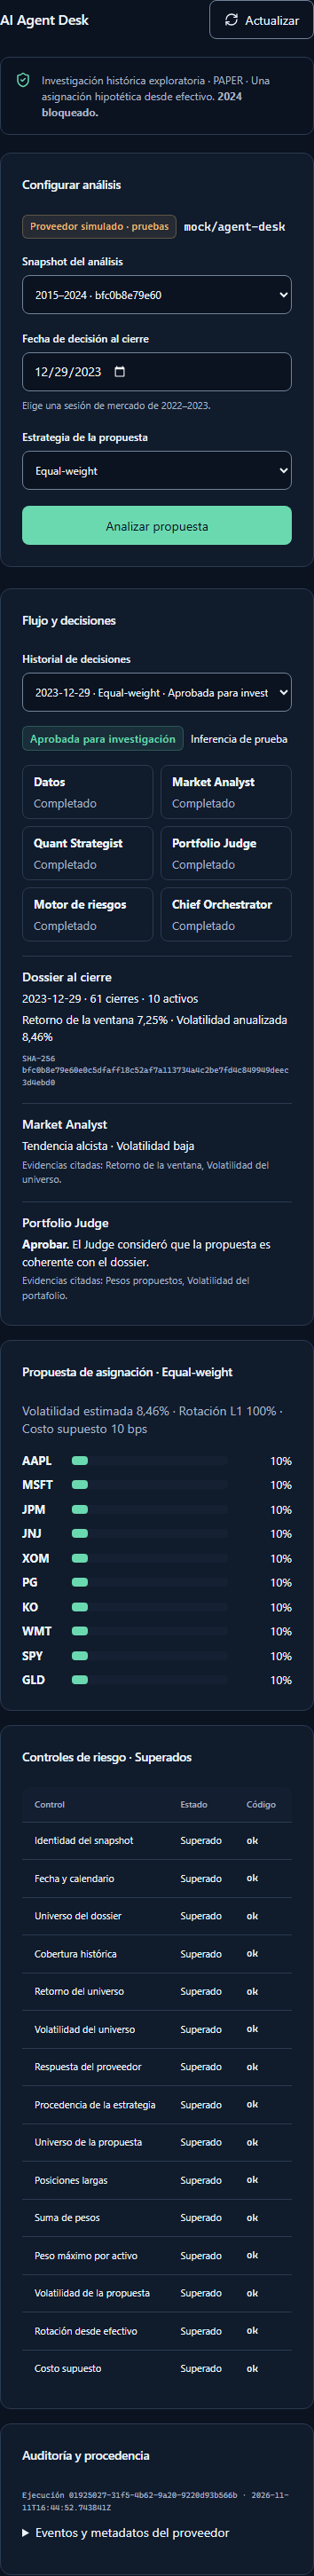 AI Agent Desk
Actualizar
Investigación histórica exploratoria · PAPER · Una
asignación hipotética desde efectivo. 2024
bloqueado.
Configurar análisis
Proveedor simulado · pruebas
mock/agent-desk
Snapshot del análisis
2015–2024 · bfc0b8e79e60
Fecha de decisión al cierre
12/29/2023
Elige una sesión de mercado de 2022–2023.
Estrategia de la propuesta
Equal-weight
Analizar propuesta
Flujo y decisiones
Historial de decisiones
2023-12-29 · Equal-weight · Aprobada para invest
Aprobada para investigación
Inferencia de prueba
Datos
Completado
Market Analyst
Completado
Quant Strategist
Completado
Portfolio Judge
Completado
Motor de riesgos
Completado
Chief Orchestrator
Completado
Dossier al cierre
2023-12-29 · 61 cierres · 10 activos
Retorno de la ventana 7,25% · Volatilidad anualizada
8,46%
SHA-256
bfc0b8e79e60e0c5dfaff18c52af7a113734a4c2be7fd4c849949deec
3d4ebd0
Market Analyst
Tendencia alcista · Volatilidad baja
Evidencias citadas: Retorno de la ventana, Volatilidad del
universo.
Portfolio Judge
Aprobar. El Judge consideró que la propuesta es
coherente con el dossier.
Evidencias citadas: Pesos propuestos, Volatilidad del
portafolio.
Propuesta de asignación · Equal-weight
Volatilidad estimada 8,46% · Rotación L1 100% ·
Costo supuesto 10 bps
AAPL 10%
MSFT 10%
JPM 10%
JNJ 10%
XOM 10%
PG 10%
KO 10%
WMT 10%
SPY 10%
GLD 10%
Controles de riesgo · Superados
Control Estado Código
Identidad del snapshot Superado ok
Fecha y calendario Superado ok
Universo del dossier Superado ok
Cobertura histórica Superado ok
Retorno del universo Superado ok
Volatilidad del universo Superado ok
Respuesta del proveedor Superado ok
Procedencia de la estrategia Superado ok
Universo de la propuesta Superado ok
Posiciones largas Superado ok
Suma de pesos Superado ok
Peso máximo por activo Superado ok
Volatilidad de la propuesta Superado ok
Rotación desde efectivo Superado ok
Costo supuesto Superado ok
Auditoría y procedencia
Ejecución 01925027-31f5-4b62-9a20-9220d93b566b · 2026-11-
11T16:44:52.743841Z
Eventos y metadatos del proveedor